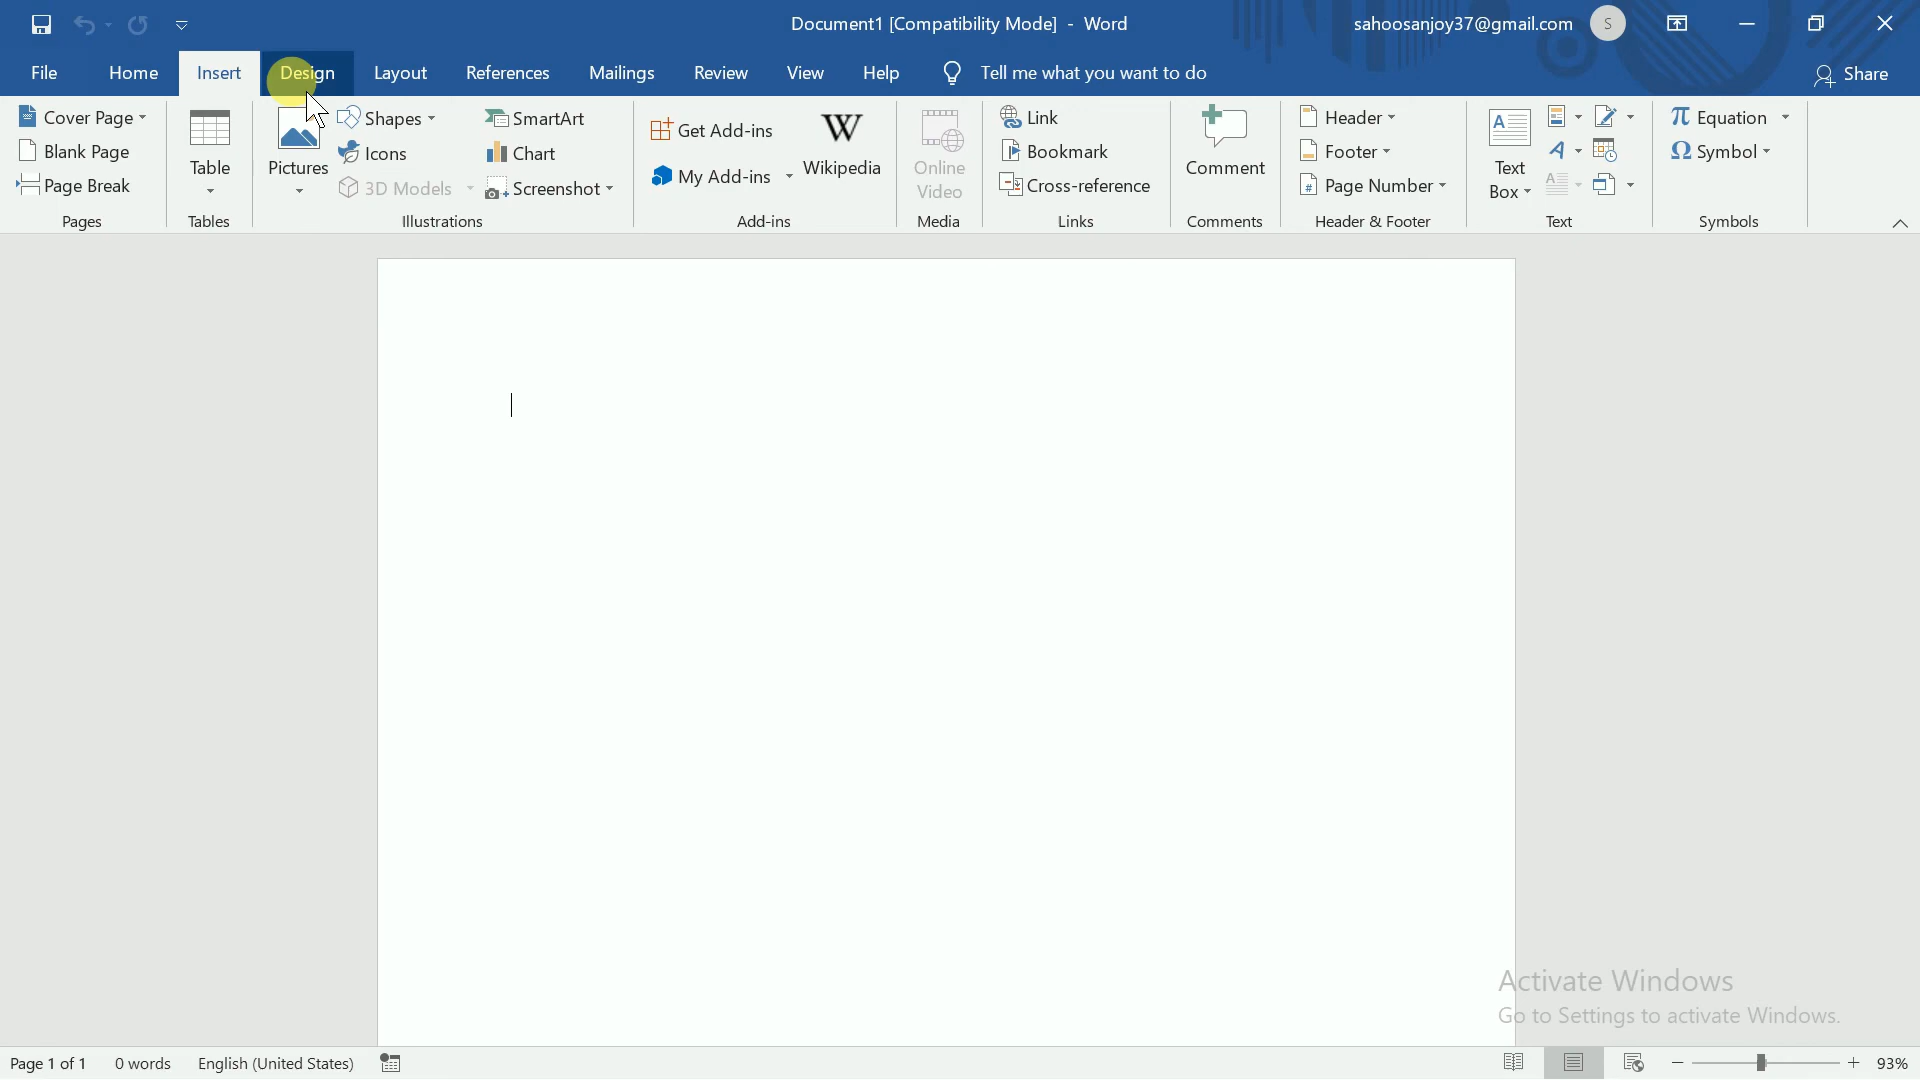 Document1 [Compatibility Mode] - Word
sahoosanjoy37@gmail.com
S
File
Home
Insert
Design
Layout
References
Mailings
Review
View
Help
Tell me what you want to do
Share
Cover Page
Blank Page
Page Break
Pages
Table
Tables
Pictures
Shapes
Icons
3D Models
SmartArt
Chart
Screenshot
Illustrations
Get Add-ins
My Add-ins
W
Wikipedia
Add-ins
Online
Video
Media
Link
Bookmark
Cross-reference
Links
Comment
Comments
Header
Footer
# Page Number
Header & Footer
A
Text
Box
A
A
Text
π Equation
Ω Symbol
Symbols
Activate Windows
Go to Settings to activate Windows.
Page 1 of 1
0 words
English (United States)
93%